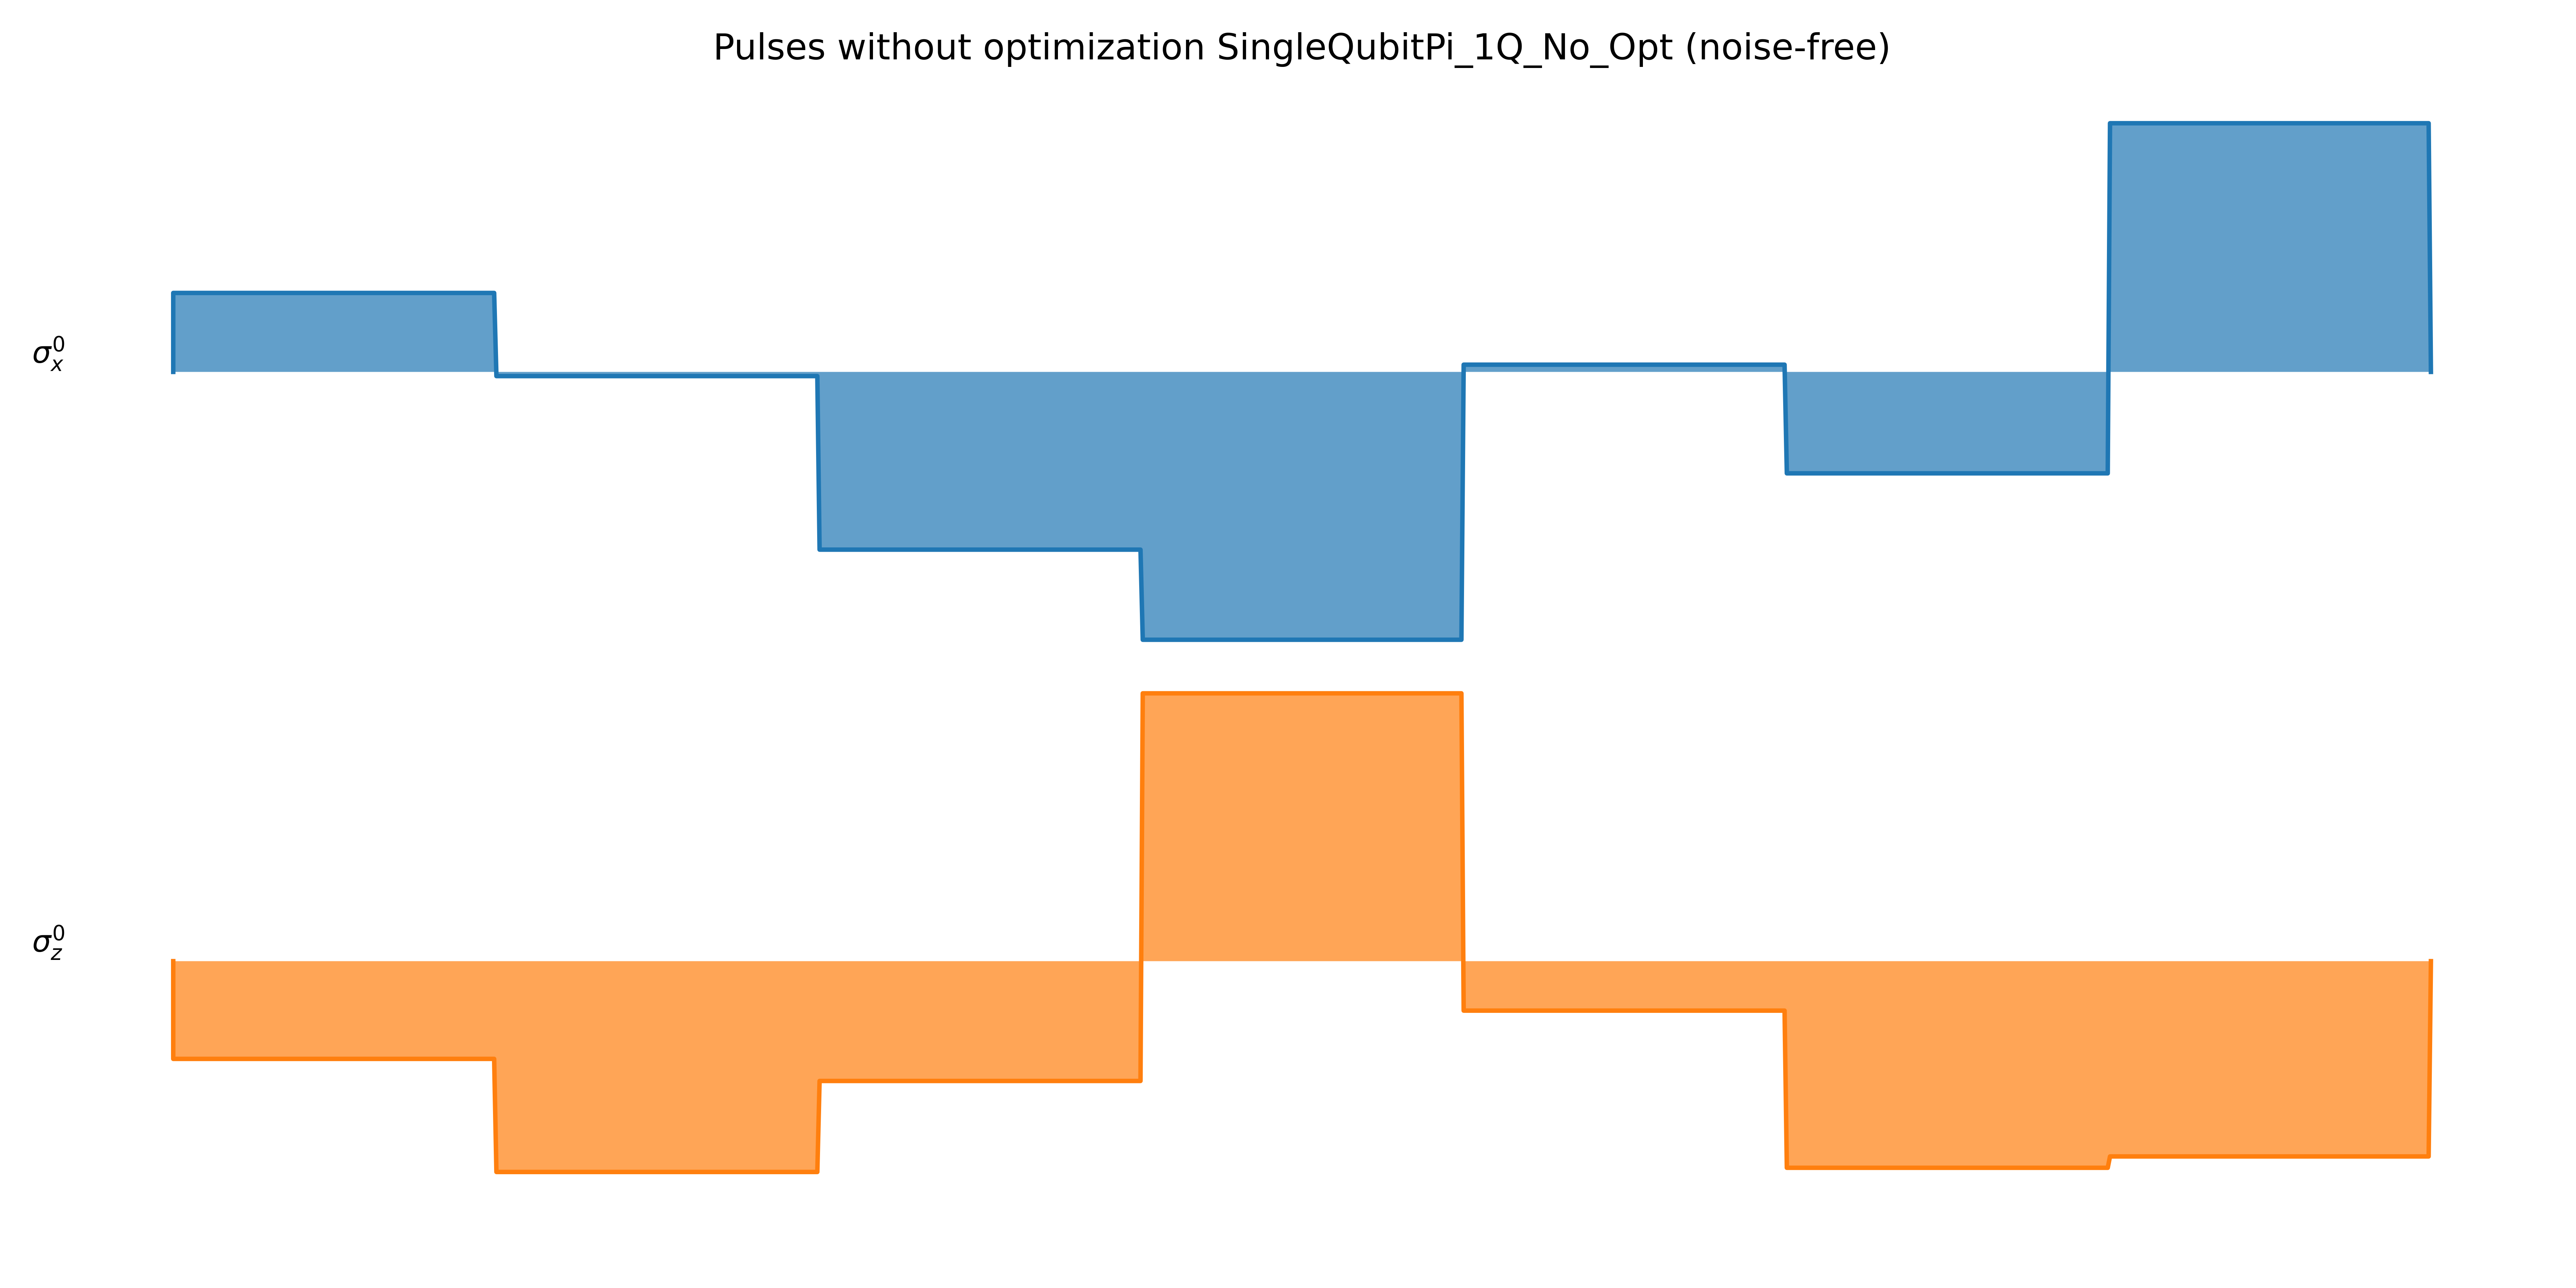 Pulses without optimization SingleQubitPi_1Q_No_Opt (noise-free)
σ_x^0
σ_z^0